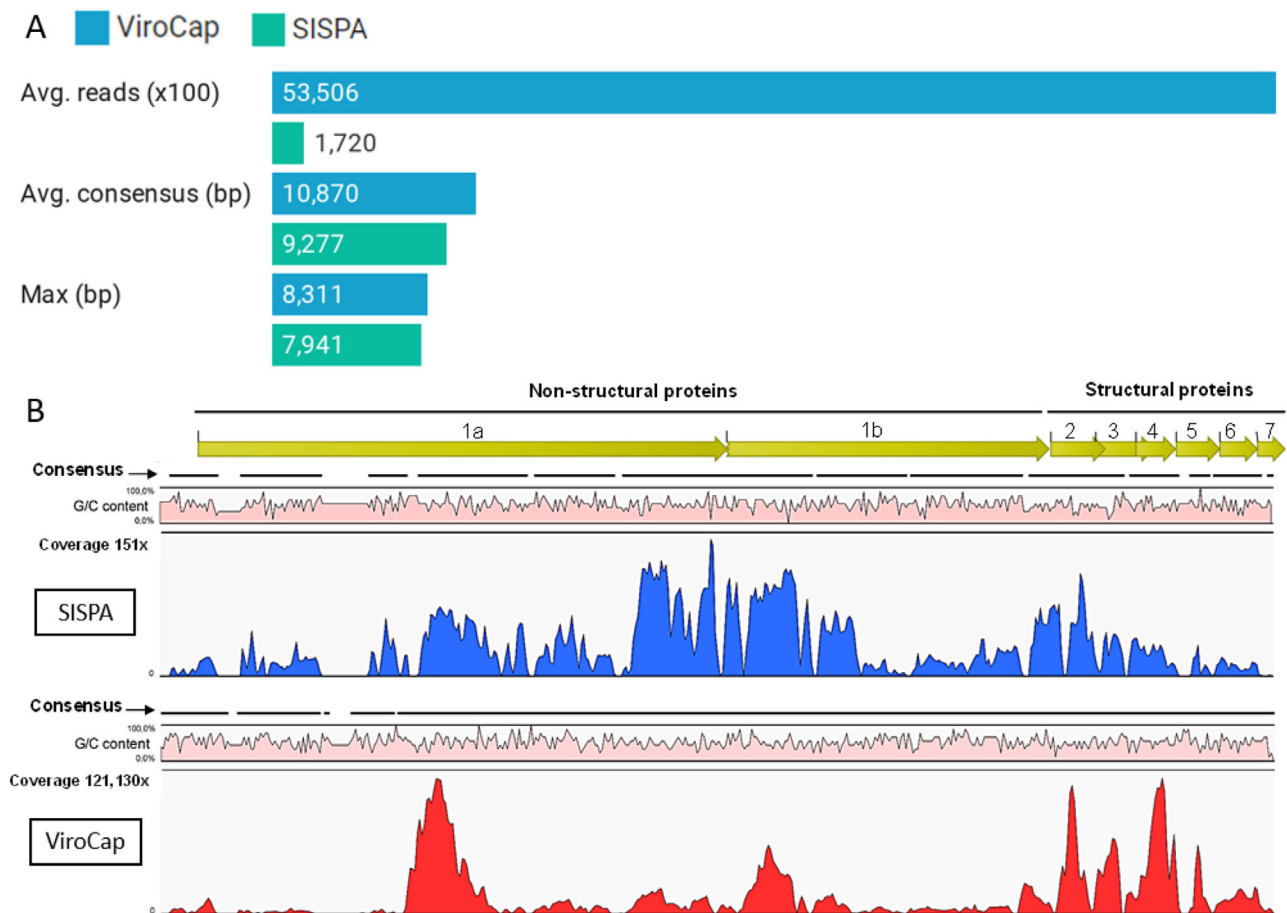 A ViroCap SISPA
Avg. reads (x100) 53,506
1,720
Avg. consensus (bp) 10,870
9,277
Max (bp) 8,311
7,941
B Non-structural proteins Structural proteins
1a 1b 2 3 4 5 6 7
Consensus
100,0%
G/C content
0,0%
Coverage 151x
SISPA
0
Consensus
100,0%
G/C content
0,0%
Coverage 121,130x
ViroCap
0